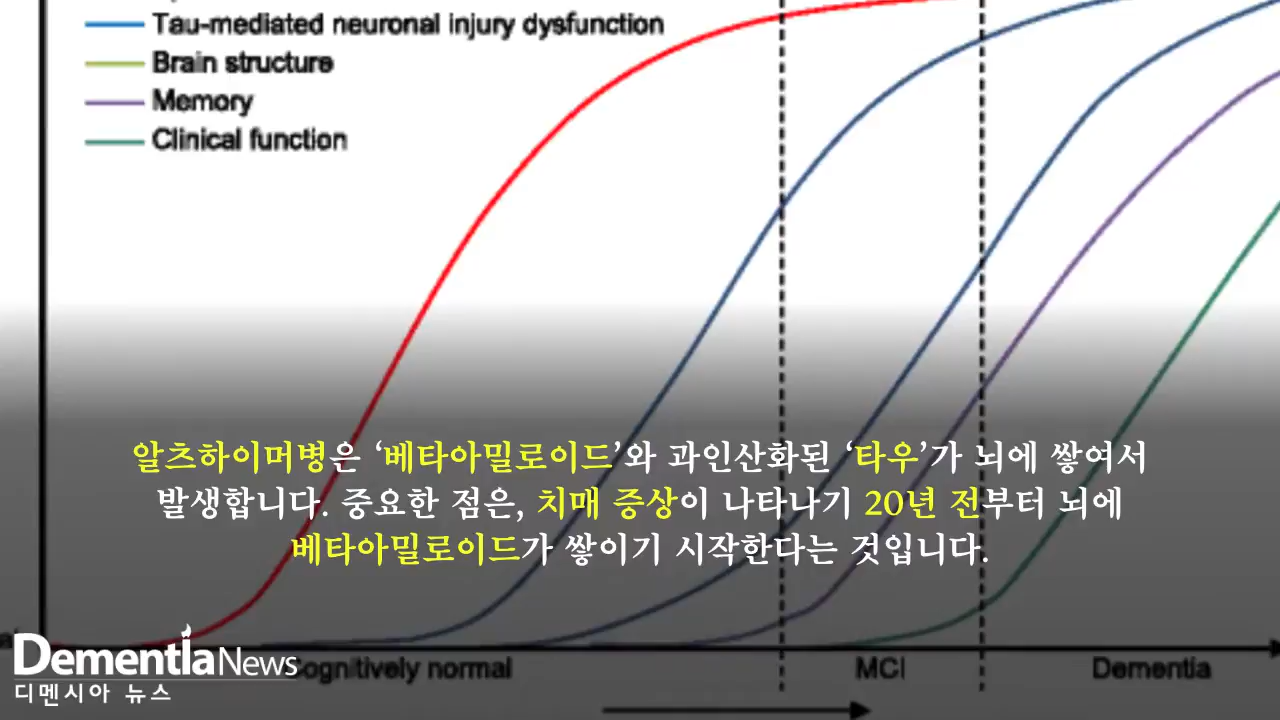 Tau-mediated neuronal injury dysfunction
Brain structure
Memory
Clinical function
알츠하이머병은 ‘베타아밀로이드’와 과인산화된 ‘타우’가 뇌에 쌓여서
발생합니다. 중요한 점은, 치매 증상이 나타나기 20년 전부터 뇌에
베타아밀로이드가 쌓이기 시작한다는 것입니다.
Dementia News
디멘시아 뉴스
Cognitively normal
MCI
Dementia